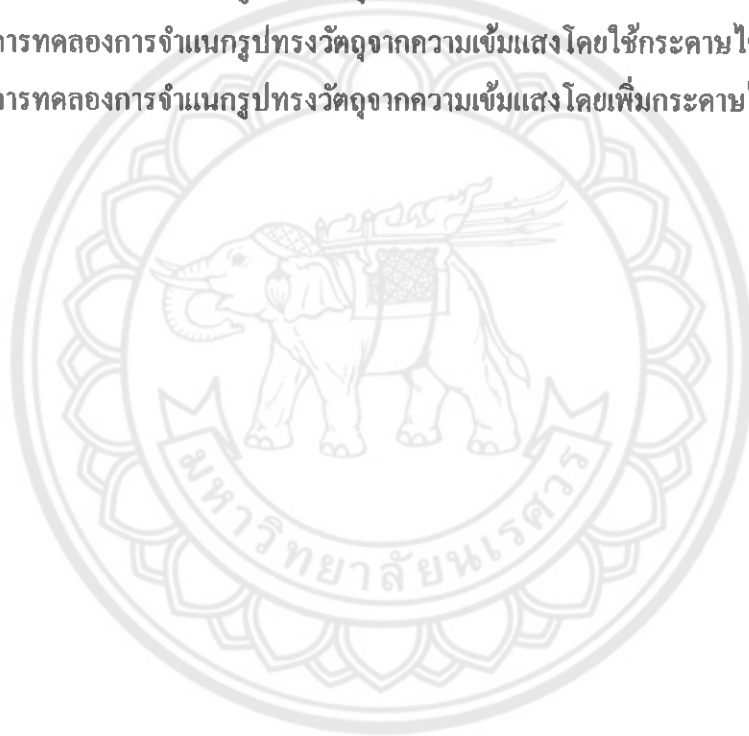 การทดลองการจำแนกรูปทรงวัตถุจากความเข้มแสงโดยใช้กระดาษ
การทดลองการจำแนกรูปทรงวัตถุจากความเข้มแสงโดยเพิ่มกระดาษ
มหาวิทยาลัยนเรศวร